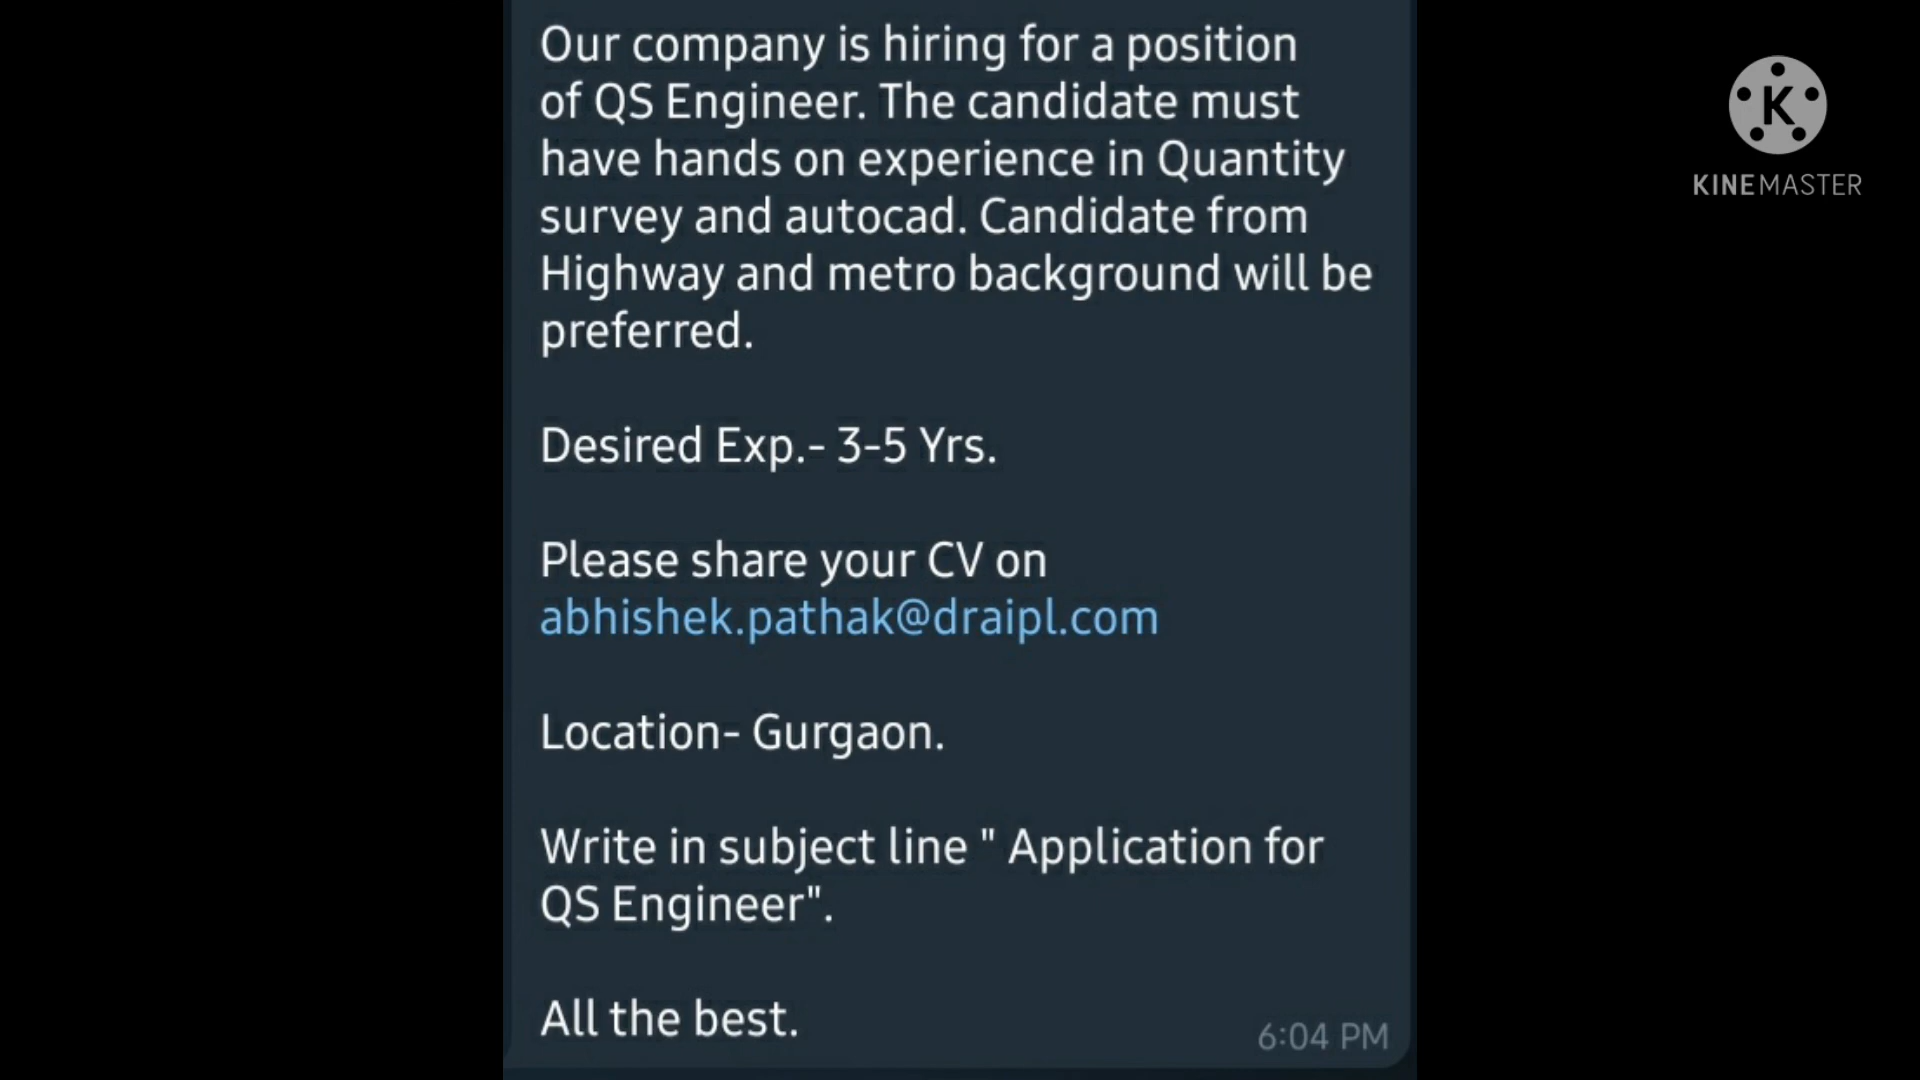 Our company is hiring for a position
of QS Engineer. The candidate must
have hands on experience in Quantity
survey and autocad. Candidate from
Highway and metro background will be
preferred.
Desired Exp.- 3-5 Yrs.
Please share your CV on
abhishek.pathak@draipl.com
Location- Gurgaon.
Write in subject line " Application for
QS Engineer".
All the best.
6:04 PM
K
KINEMASTER